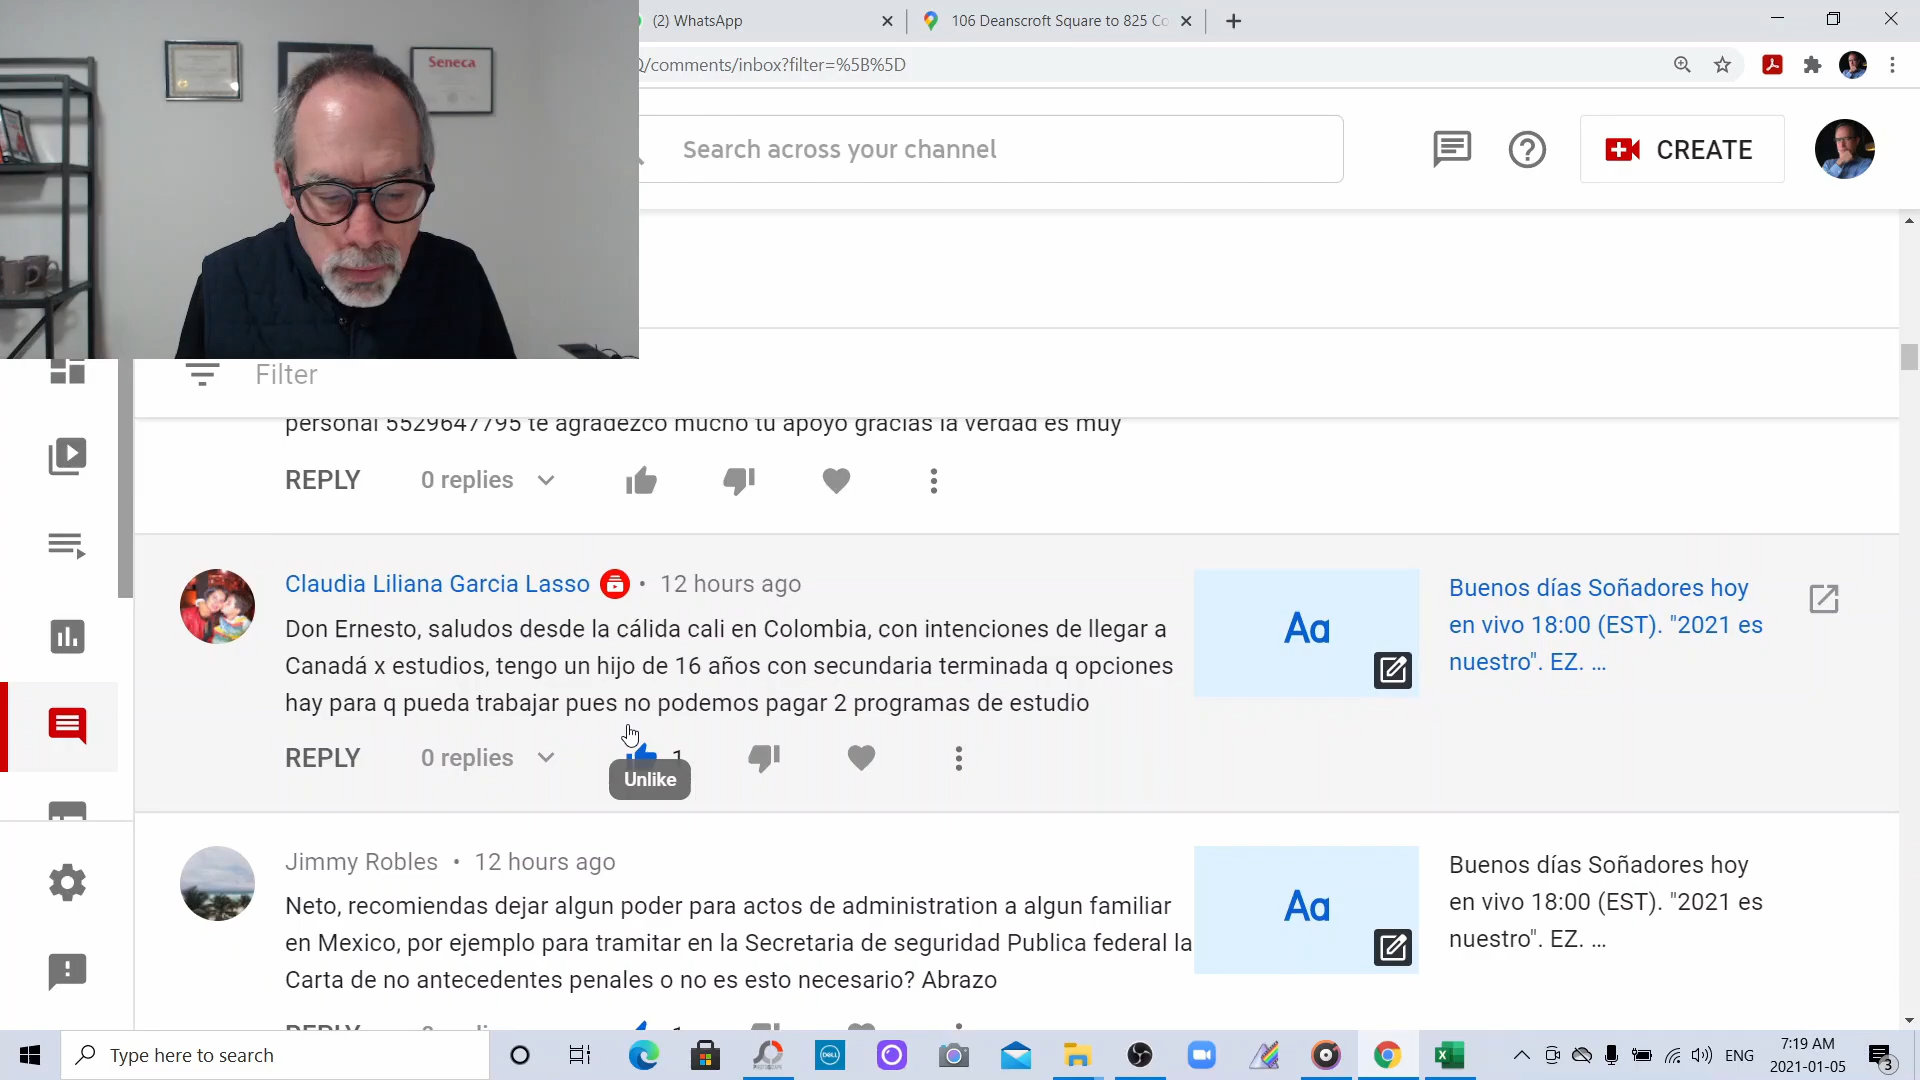 (2) WhatsApp
106 Deanscroft Square to 825 Co
/comments/inbox?filter=%5B%5D
Seneca
Search across your channel
CREATE
Filter
personal 5529647795 te agradezco mucho tu apoyo gracias la verdad es muy
REPLY 0 replies
Claudia Liliana Garcia Lasso • 12 hours ago
Don Ernesto, saludos desde la cálida cali en Colombia, con intenciones de llegar a
Canadá x estudios, tengo un hijo de 16 años con secundaria terminada q opciones
hay para q pueda trabajar pues no podemos pagar 2 programas de estudio
REPLY 0 replies 1
Unlike
Aa
Buenos días Soñadores hoy
en vivo 18:00 (EST). "2021 es
nuestro". EZ. ...
Jimmy Robles • 12 hours ago
Neto, recomiendas dejar algun poder para actos de administration a algun familiar
en Mexico, por ejemplo para tramitar en la Secretaria de seguridad Publica federal la
Carta de no antecedentes penales o no es esto necesario? Abrazo
Aa
Buenos días Soñadores hoy
en vivo 18:00 (EST). "2021 es
nuestro". EZ. ...
REPLY
Type here to search
DELL
ENG
7:19 AM
2021-01-05
3